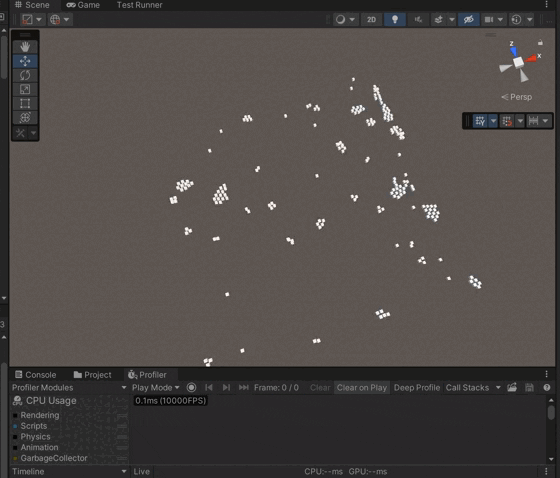 Scene Game Test Runner
2D
z
x
Persp
Y
3
Console Project Profiler
Profiler Modules Play Mode Frame: 0 / 0 Clear Clear on Play Deep Profile Call Stacks
CPU Usage 0.1ms (10000FPS)
Rendering
Scripts
Physics
Animation
GarbageCollector
Timeline Live CPU:--ms GPU:--ms